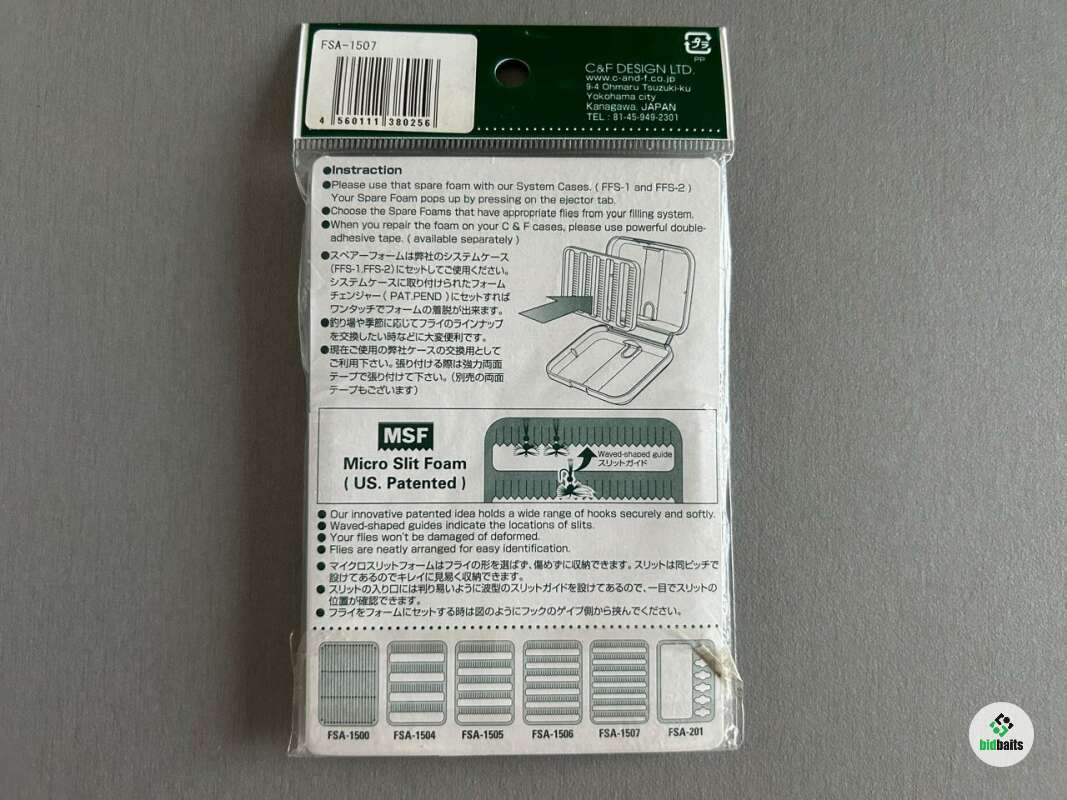 FSA-1507
4 560111 380256
プラ
PP
C&F DESIGN LTD.
www.c-and-f.co.jp
9-4 Ohmaru Tsuzuki-ku
Yokohama city
Kanagawa, JAPAN
TEL : 81-45-949-2301
●Instraction
●Please use that spare foam with our System Cases. ( FFS-1 and FFS-2 )
Your Spare Foam pops up by pressing on the ejector tab.
●Choose the Spare Foams that have appropriate flies from your filling system.
●When you repair the foam on your C & F cases, please use powerful double-
adhesive tape. ( available separately )
●スペアーフォームは弊社のシステムケース
(FFS-1.FFS-2)にセットしてご使用ください。
システムケースに取り付けられたフォーム
チェンジャー( PAT.PEND )にセットすれば
ワンタッチでフォームの着脱が出来ます。
●釣り場や季節に応じてフライのラインナップ
を交換したい時などに大変便利です。
●現在ご使用の弊社ケースの交換用として
ご利用下さい。張り付ける際は強力両面
テープで張り付けて下さい。(別売の両面
テープもございます)
MSF
Micro Slit Foam
( US. Patented )
Waved-shaped guide
スリットガイド
● Our innovative patented idea holds a wide range of hooks securely and softly.
● Waved-shaped guides indicate the locations of slits.
● Your flies won't be damaged of deformed.
● Flies are neatly arranged for easy identification.
● マイクロスリットフォームはフライの形を選ばず、傷めずに収納できます。スリットは同ピッチで
設けてあるのでキレイに見易く収納できます。
● スリットの入り口には判り易いように波型のスリットガイドを設けてあるので、一目でスリットの
位置が確認できます。
● フライをフォームにセットする時は図のようにフックのゲイプ側から挟んでください。
FSA-1500 FSA-1504 FSA-1505 FSA-1506 FSA-1507 FSA-201
bidbaits